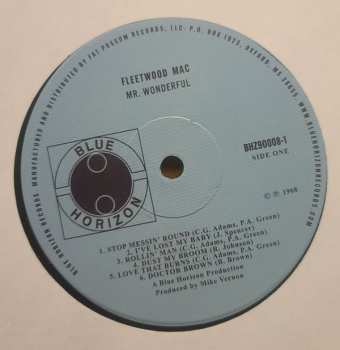 BLUE HORIZON RECORDS. MANUFACTURED AND DISTRIBUTED BY FAT POSSUM RECORDS, LLC. P.O. BOX 1923, OXFORD, MS 38655. WWW.BLUEHORIZONRECORDS.COM
FLEETWOOD MAC
MR. WONDERFUL
BLUE
HORIZON
BHZ90008-1
SIDE ONE
© ℗ 1968
1. STOP MESSIN' ROUND (C.G. Adams, P.A. Green)
2. I'VE LOST MY BABY (J. Spencer)
3. ROLLIN' MAN (C.G. Adams, P.A. Green)
4. DUST MY BROOM (R. Johnson)
5. LOVE THAT BURNS (C.G. Adams, P.A. Green)
6. DOCTOR BROWN (B. Brown)
A Blue Horizon Production
Produced by Mike Vernon